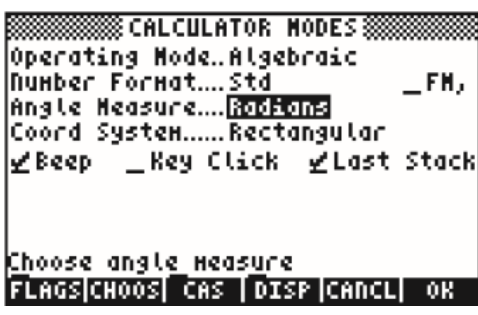 CALCULATOR MODES
Operating Mode..Algebraic
Number Format....Std _FM,
Angle Measure....Radians
Coord System......Rectangular
✓Beep _Key Click ✓Last Stack
Choose angle measure
FLAGS CHOOS CAS DISP CANCL OK